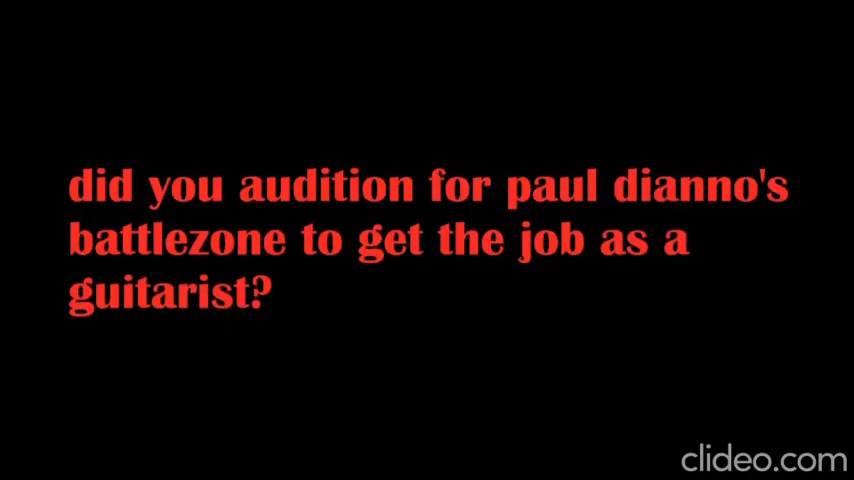 did you audition for paul dianno's
battlezone to get the job as a
guitarist?
clideo.com